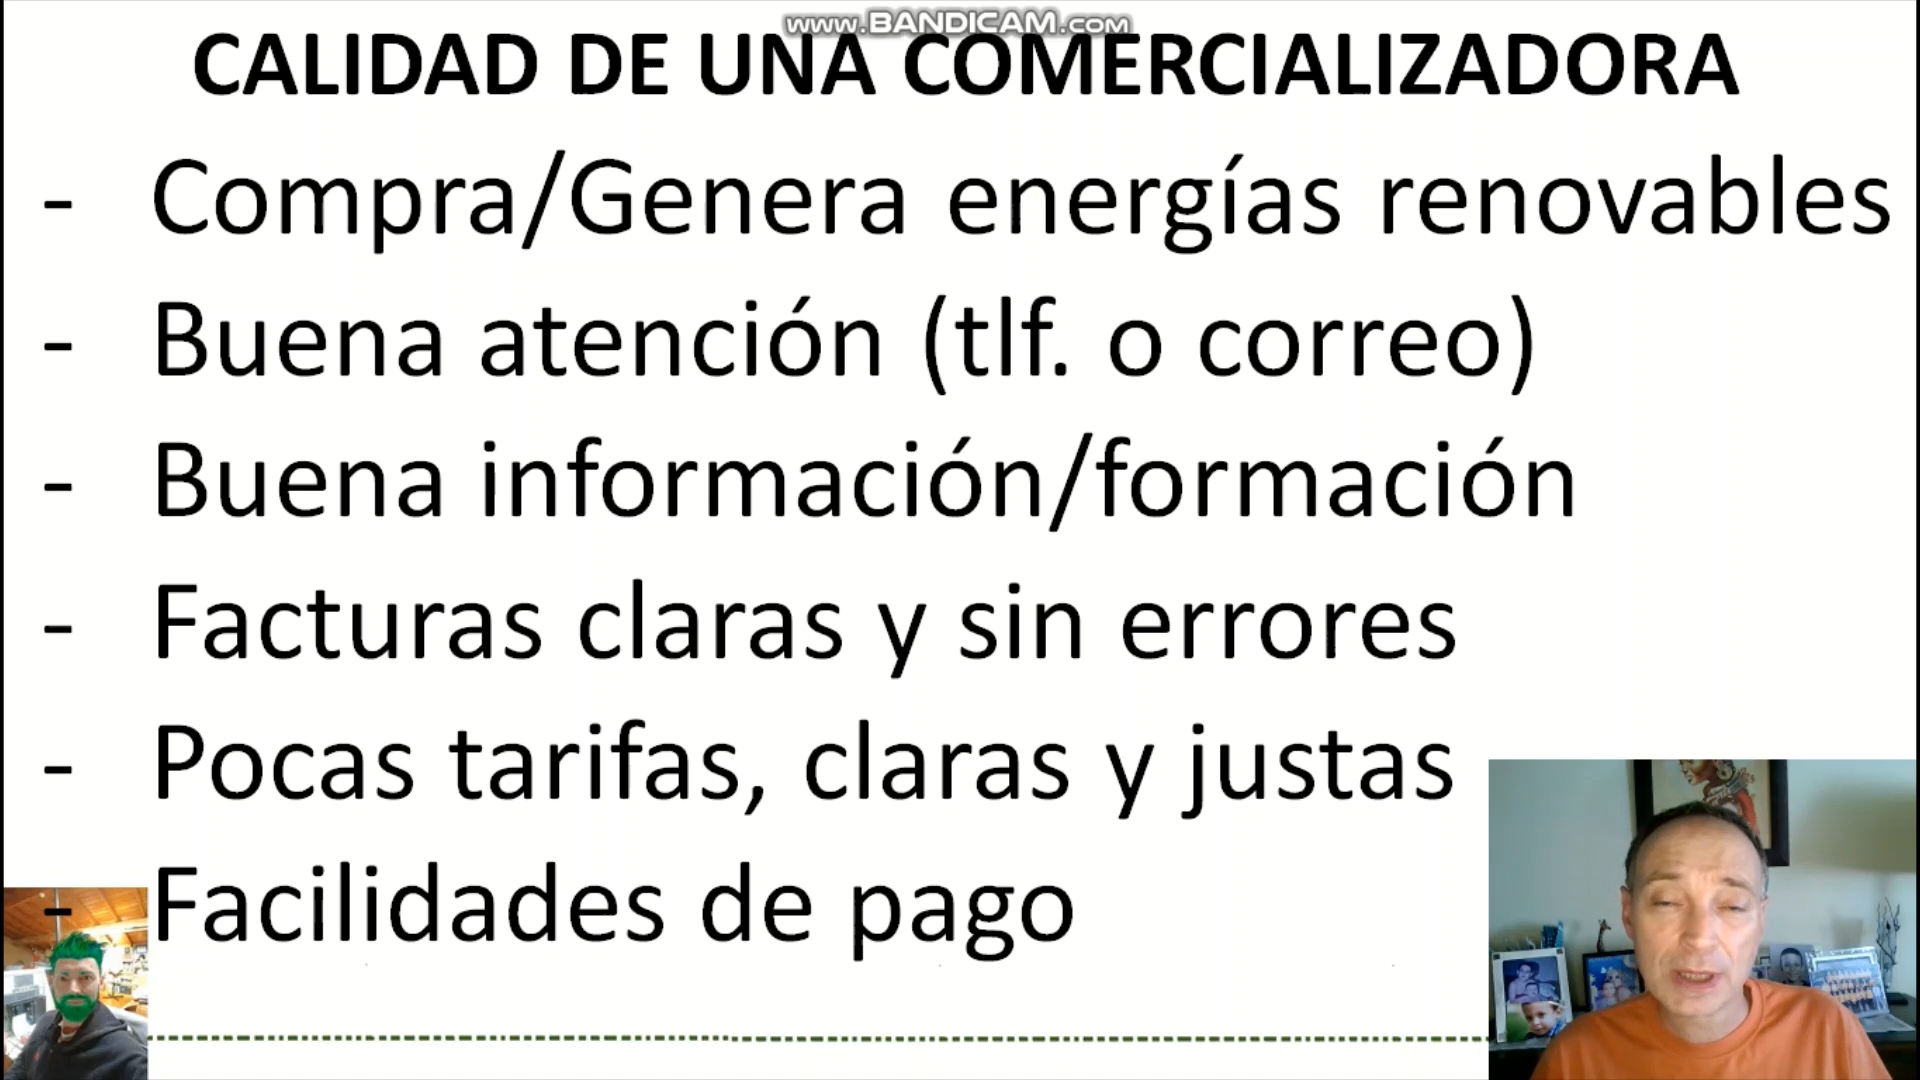 www.BANDICAM.com
CALIDAD DE UNA COMERCIALIZADORA
- Compra/Genera energías renovables
- Buena atención (tlf. o correo)
- Buena información/formación
- Facturas claras y sin errores
- Pocas tarifas, claras y justas
- Facilidades de pago